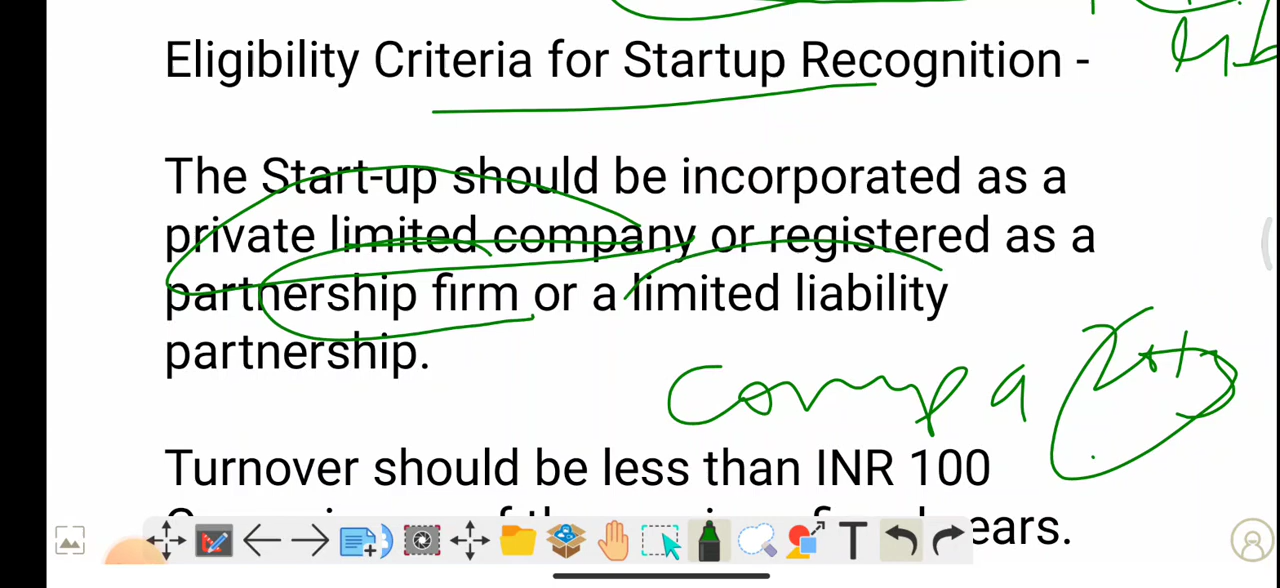 Eligibility Criteria for Startup Recognition -
The Start-up should be incorporated as a
private limited company or registered as a
partnership firm or a limited liability
partnership.
Turnover should be less than INR 100
ears.